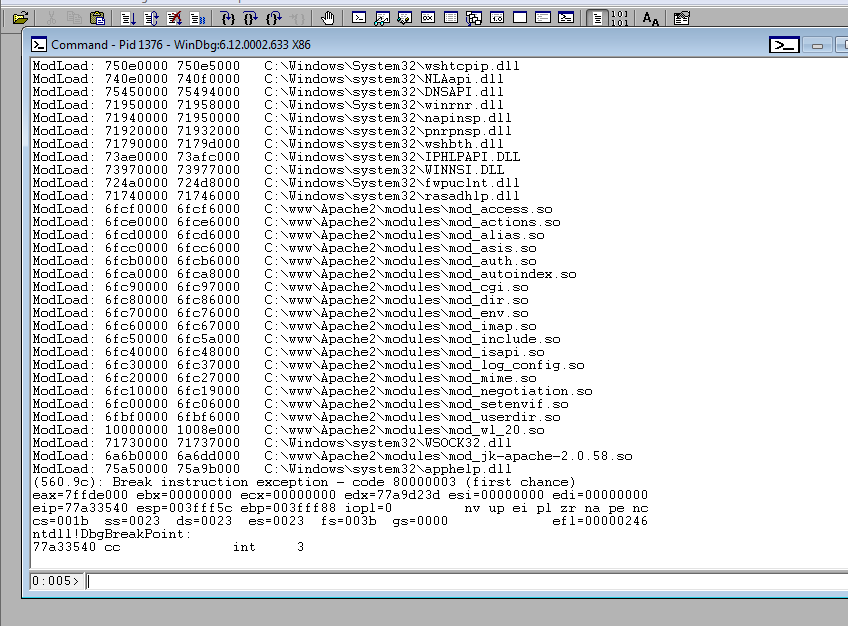 Command - Pid 1376 - WinDbg:6.12.0002.633 X86
ModLoad: 750e0000 750e5000   C:\Windows\System32\wshtcpip.dll
ModLoad: 740e0000 740f0000   C:\Windows\System32\NLAapi.dll
ModLoad: 75450000 75494000   C:\Windows\System32\DNSAPI.dll
ModLoad: 71950000 71958000   C:\Windows\System32\winrnr.dll
ModLoad: 71940000 71950000   C:\Windows\System32\napinsp.dll
ModLoad: 71920000 71932000   C:\Windows\System32\pnrpnsp.dll
ModLoad: 71790000 7179d000   C:\Windows\System32\wshbth.dll
ModLoad: 73ae0000 73afc000   C:\Windows\System32\IPHLPAPI.DLL
ModLoad: 73970000 73977000   C:\Windows\System32\WINNSI.DLL
ModLoad: 724a0000 724d8000   C:\Windows\System32\fwpuclnt.dll
ModLoad: 71740000 71746000   C:\Windows\System32\rasadhlp.dll
ModLoad: 6fcf0000 6fcf6000   C:\www\Apache2\modules\mod_access.so
ModLoad: 6fce0000 6fce6000   C:\www\Apache2\modules\mod_actions.so
ModLoad: 6fcd0000 6fcd6000   C:\www\Apache2\modules\mod_alias.so
ModLoad: 6fcc0000 6fcc6000   C:\www\Apache2\modules\mod_asis.so
ModLoad: 6fcb0000 6fcb6000   C:\www\Apache2\modules\mod_auth.so
ModLoad: 6fca0000 6fca8000   C:\www\Apache2\modules\mod_autoindex.so
ModLoad: 6fc90000 6fc97000   C:\www\Apache2\modules\mod_cgi.so
ModLoad: 6fc80000 6fc86000   C:\www\Apache2\modules\mod_dir.so
ModLoad: 6fc70000 6fc76000   C:\www\Apache2\modules\mod_env.so
ModLoad: 6fc60000 6fc67000   C:\www\Apache2\modules\mod_imap.so
ModLoad: 6fc50000 6fc5a000   C:\www\Apache2\modules\mod_include.so
ModLoad: 6fc40000 6fc48000   C:\www\Apache2\modules\mod_isapi.so
ModLoad: 6fc30000 6fc37000   C:\www\Apache2\modules\mod_log_config.so
ModLoad: 6fc20000 6fc27000   C:\www\Apache2\modules\mod_mime.so
ModLoad: 6fc10000 6fc19000   C:\www\Apache2\modules\mod_negotiation.so
ModLoad: 6fc00000 6fc06000   C:\www\Apache2\modules\mod_setenvif.so
ModLoad: 6fbf0000 6fbf6000   C:\www\Apache2\modules\mod_userdir.so
ModLoad: 10000000 1008e000   C:\www\Apache2\modules\mod_wl_20.so
ModLoad: 71730000 71737000   C:\Windows\system32\WSOCK32.dll
ModLoad: 6a6b0000 6a6dd000   C:\www\Apache2\modules\mod_jk-apache-2.0.58.so
ModLoad: 75a50000 75a9b000   C:\Windows\system32\apphelp.dll
(560.9c): Break instruction exception - code 80000003 (first chance)
eax=7ffde000 ebx=00000000 ecx=00000000 edx=77a9d23d esi=00000000 edi=00000000
eip=77a33540 esp=003fff5c ebp=003fff88 iopl=0         nv up ei pl zr na pe nc
cs=001b  ss=0023  ds=0023  es=0023  fs=003b  gs=0000             efl=00000246
ntdll!DbgBreakPoint:
77a33540 cc              int     3
0:005>